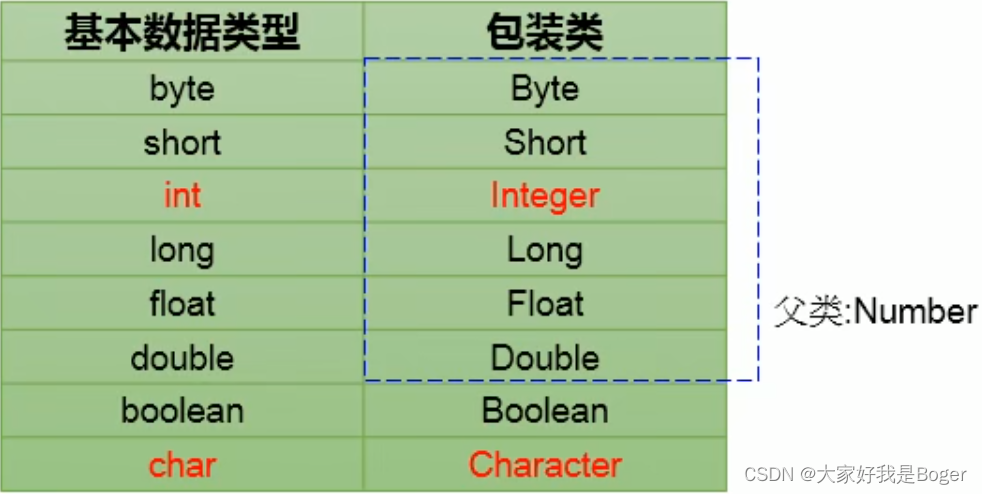 基本数据类型 包装类
byte Byte
short Short
int Integer
long Long
float Float
父类:Number
double Double
boolean Boolean
char Character
CSDN @大家好我是Boger